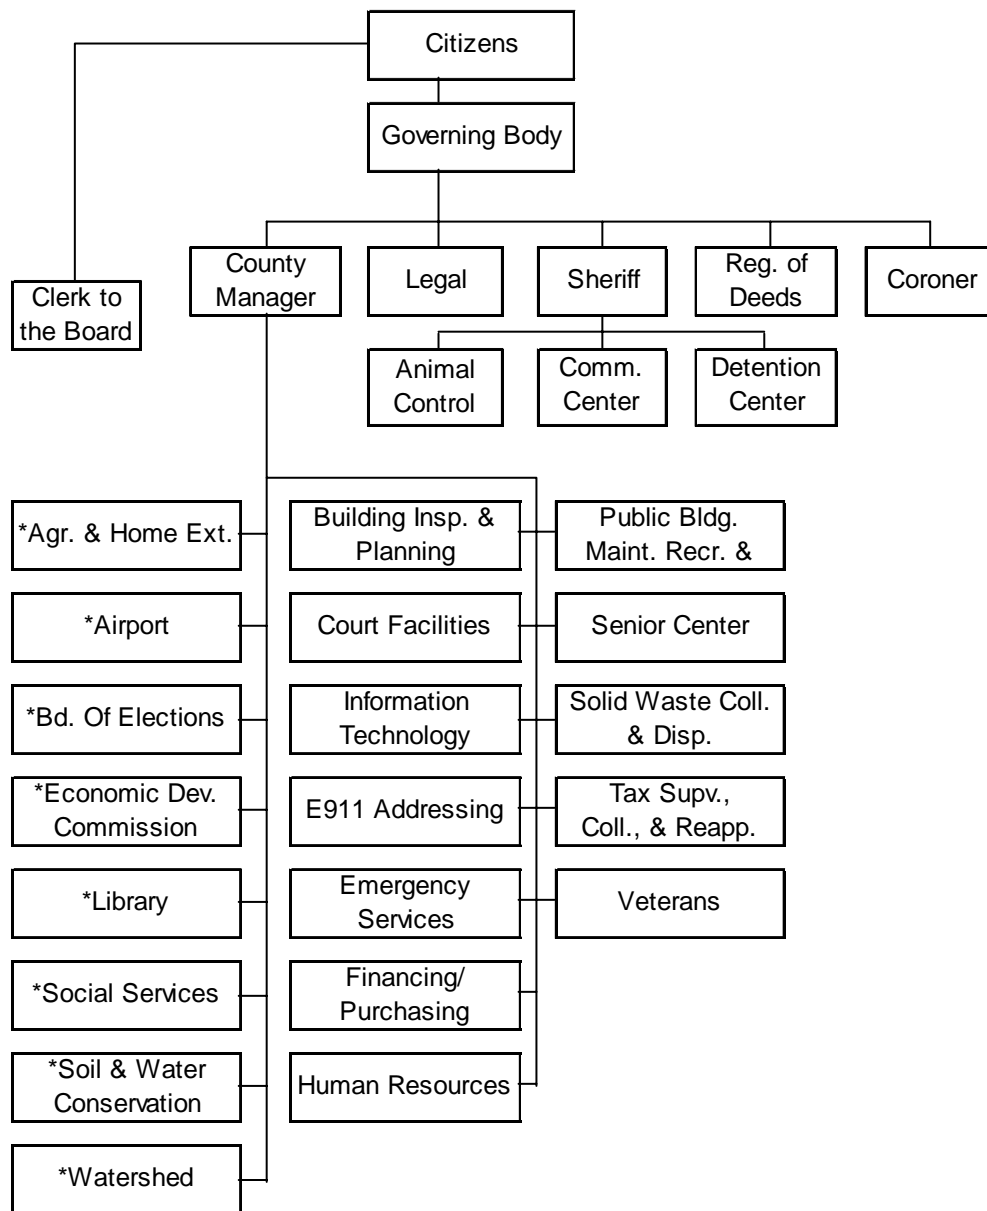 Citizens
Governing Body
County
Manager
Legal
Sheriff
Reg. of
Deeds
Coroner
Clerk to
the Board
Animal
Control
Comm.
Center
Detention
Center
*Agr. & Home Ext.
Building Insp. &
Planning
Public Bldg.
Maint. Recr. &
*Airport
Court Facilities
Senior Center
*Bd. Of Elections
Information
Technology
Solid Waste Coll.
& Disp.
*Economic Dev.
Commission
E911 Addressing
Tax Supv.,
Coll., & Reapp.
*Library
Emergency
Services
Veterans
*Social Services
Financing/
Purchasing
*Soil & Water
Conservation
Human Resources
*Watershed